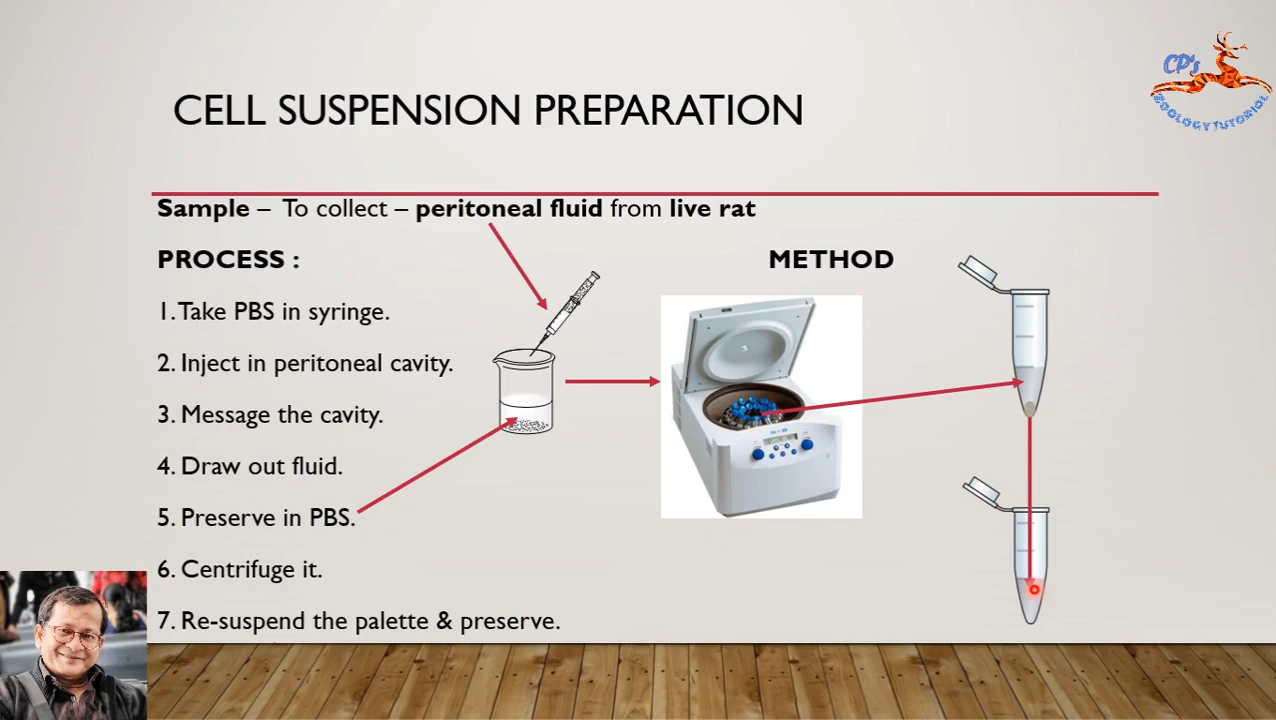 CELL SUSPENSION PREPARATION
CP's
ZOOLOGY TUTORIAL
Sample – To collect – peritoneal fluid from live rat
PROCESS :
METHOD
1. Take PBS in syringe.
2. Inject in peritoneal cavity.
3. Message the cavity.
4. Draw out fluid.
5. Preserve in PBS.
6. Centrifuge it.
7. Re-suspend the palette & preserve.